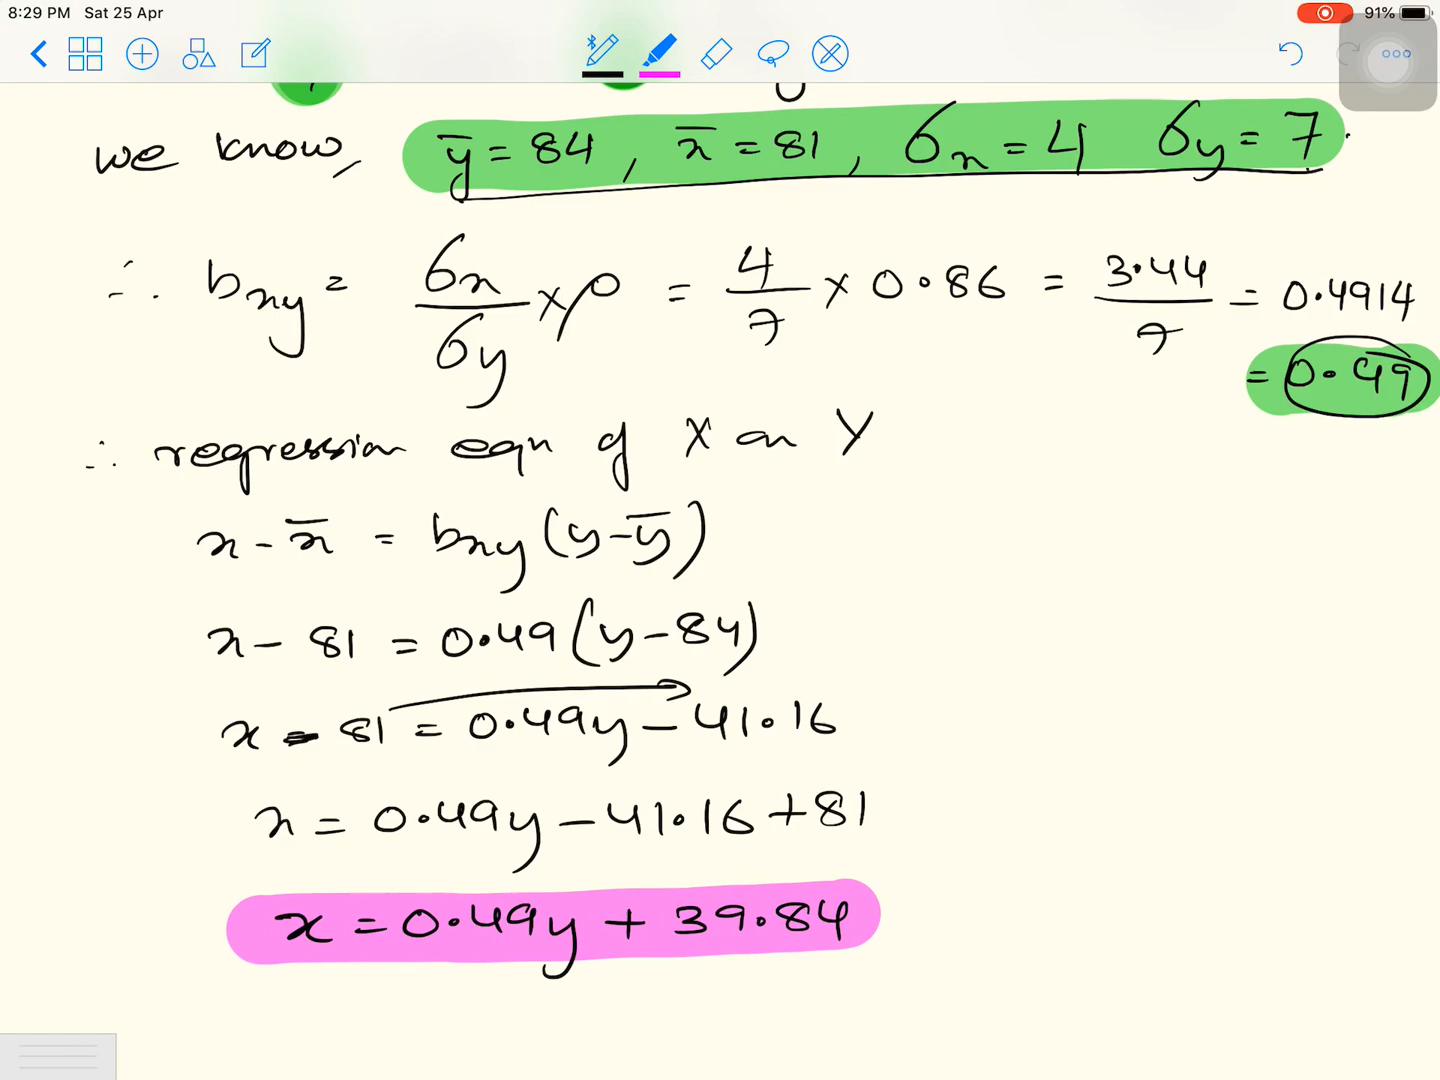 8:29 PM Sat 25 Apr 91%
we know, y̅ = 84, x̅ = 81, σx = 4 σy = 7.
∴ bxy = σx/σy × ρ = 4/7 × 0.86 = 3.44/7 = 0.4914
= 0.49
∴ regression eqn of X on Y
x - x̅ = bxy (y - y̅)
x - 81 = 0.49 (y - 84)
x - 81 = 0.49y - 41.16
x = 0.49y - 41.16 + 81
x = 0.49y + 39.84